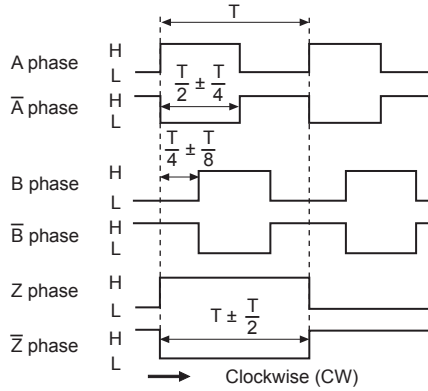 T
A phase H
L
T/2 ± T/4
A̅ phase H
L
T/4 ± T/8
B phase H
L
B̅ phase H
L
Z phase H
L
T ± T/2
Z̅ phase H
L
Clockwise (CW)